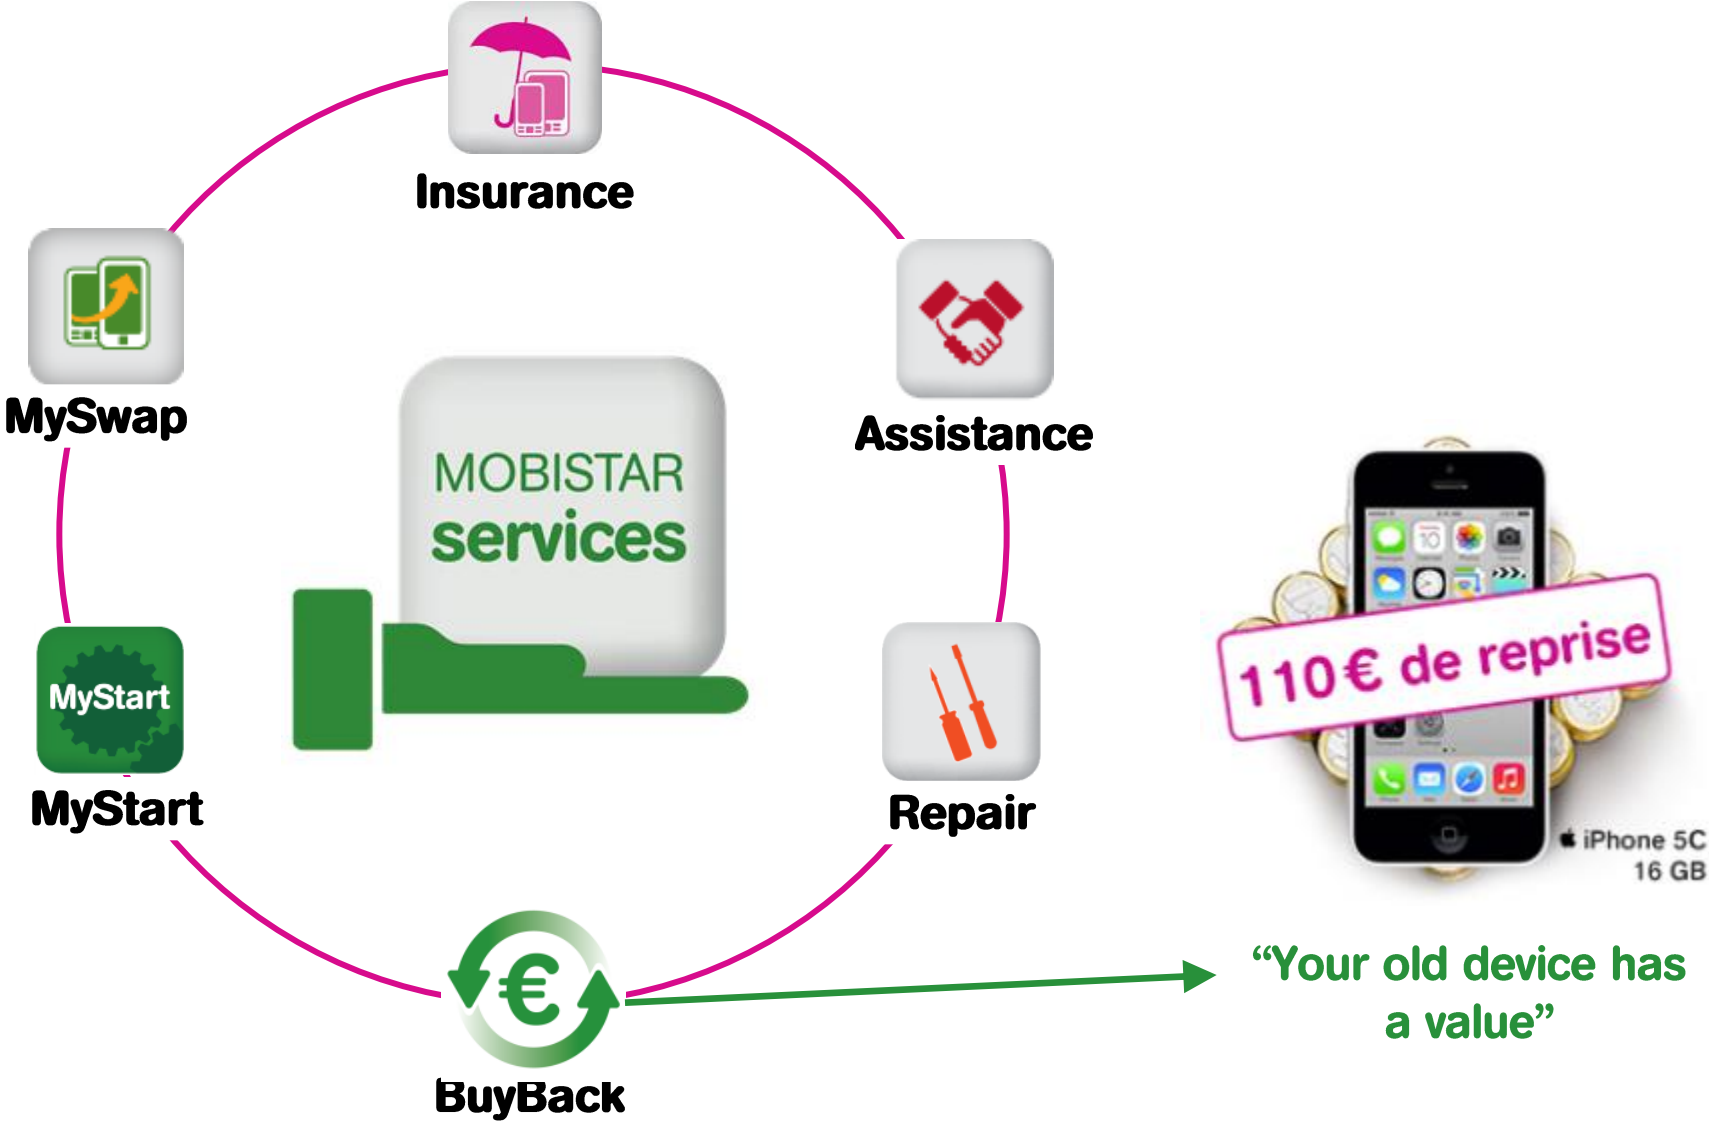 Insurance
MySwap
Assistance
MOBISTAR
services
MyStart
MyStart
Repair
BuyBack
€
10
110€ de reprise
iPhone 5C
16 GB
“Your old device has
a value”